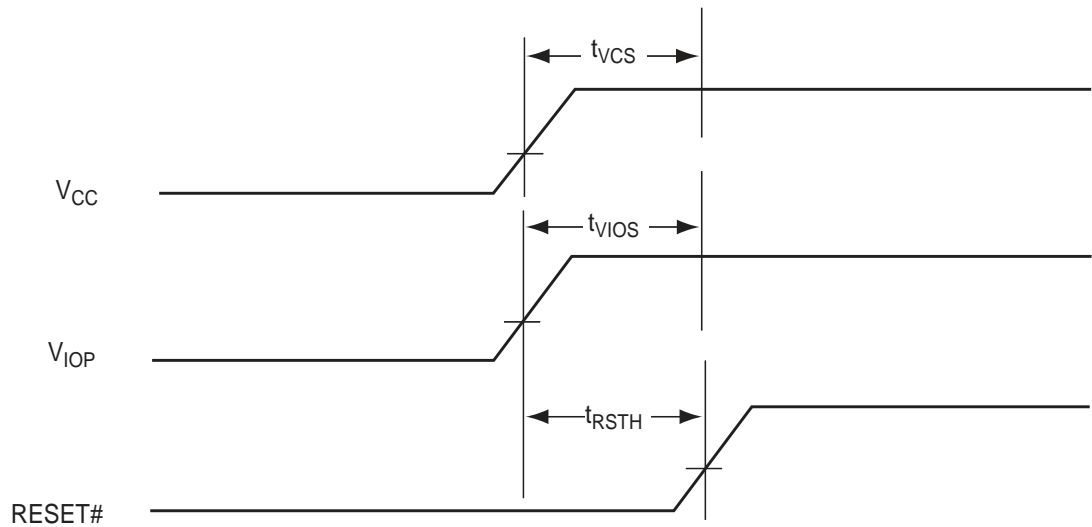 tVCS
VCC
tVIOS
VIOP
tRSTH
RESET#